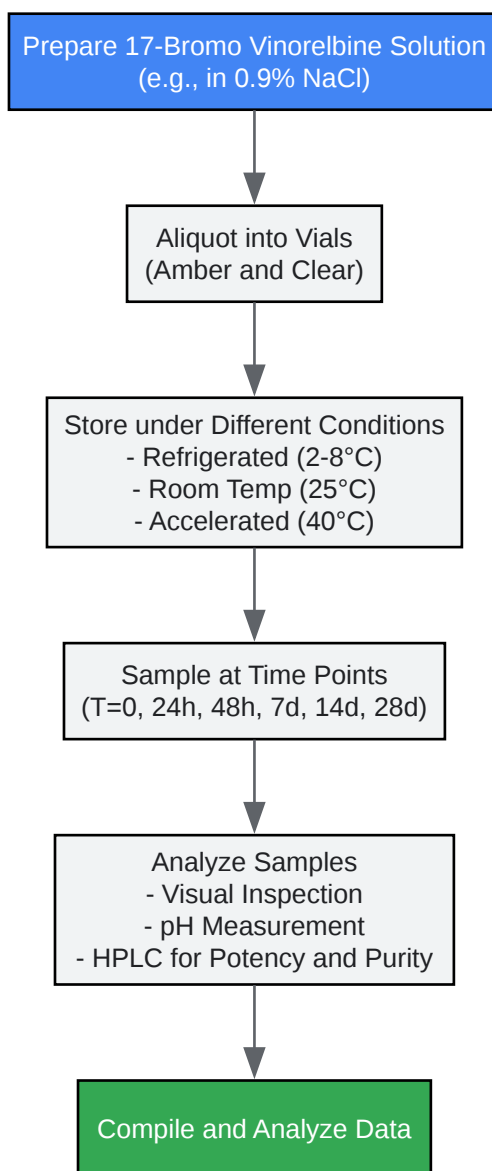 Prepare 17-Bromo Vinorelbine Solution
(e.g., in 0.9% NaCl)
Aliquot into Vials
(Amber and Clear)
Store under Different Conditions
- Refrigerated (2-8°C)
- Room Temp (25°C)
- Accelerated (40°C)
Sample at Time Points
(T=0, 24h, 48h, 7d, 14d, 28d)
Analyze Samples
- Visual Inspection
- pH Measurement
- HPLC for Potency and Purity
Compile and Analyze Data